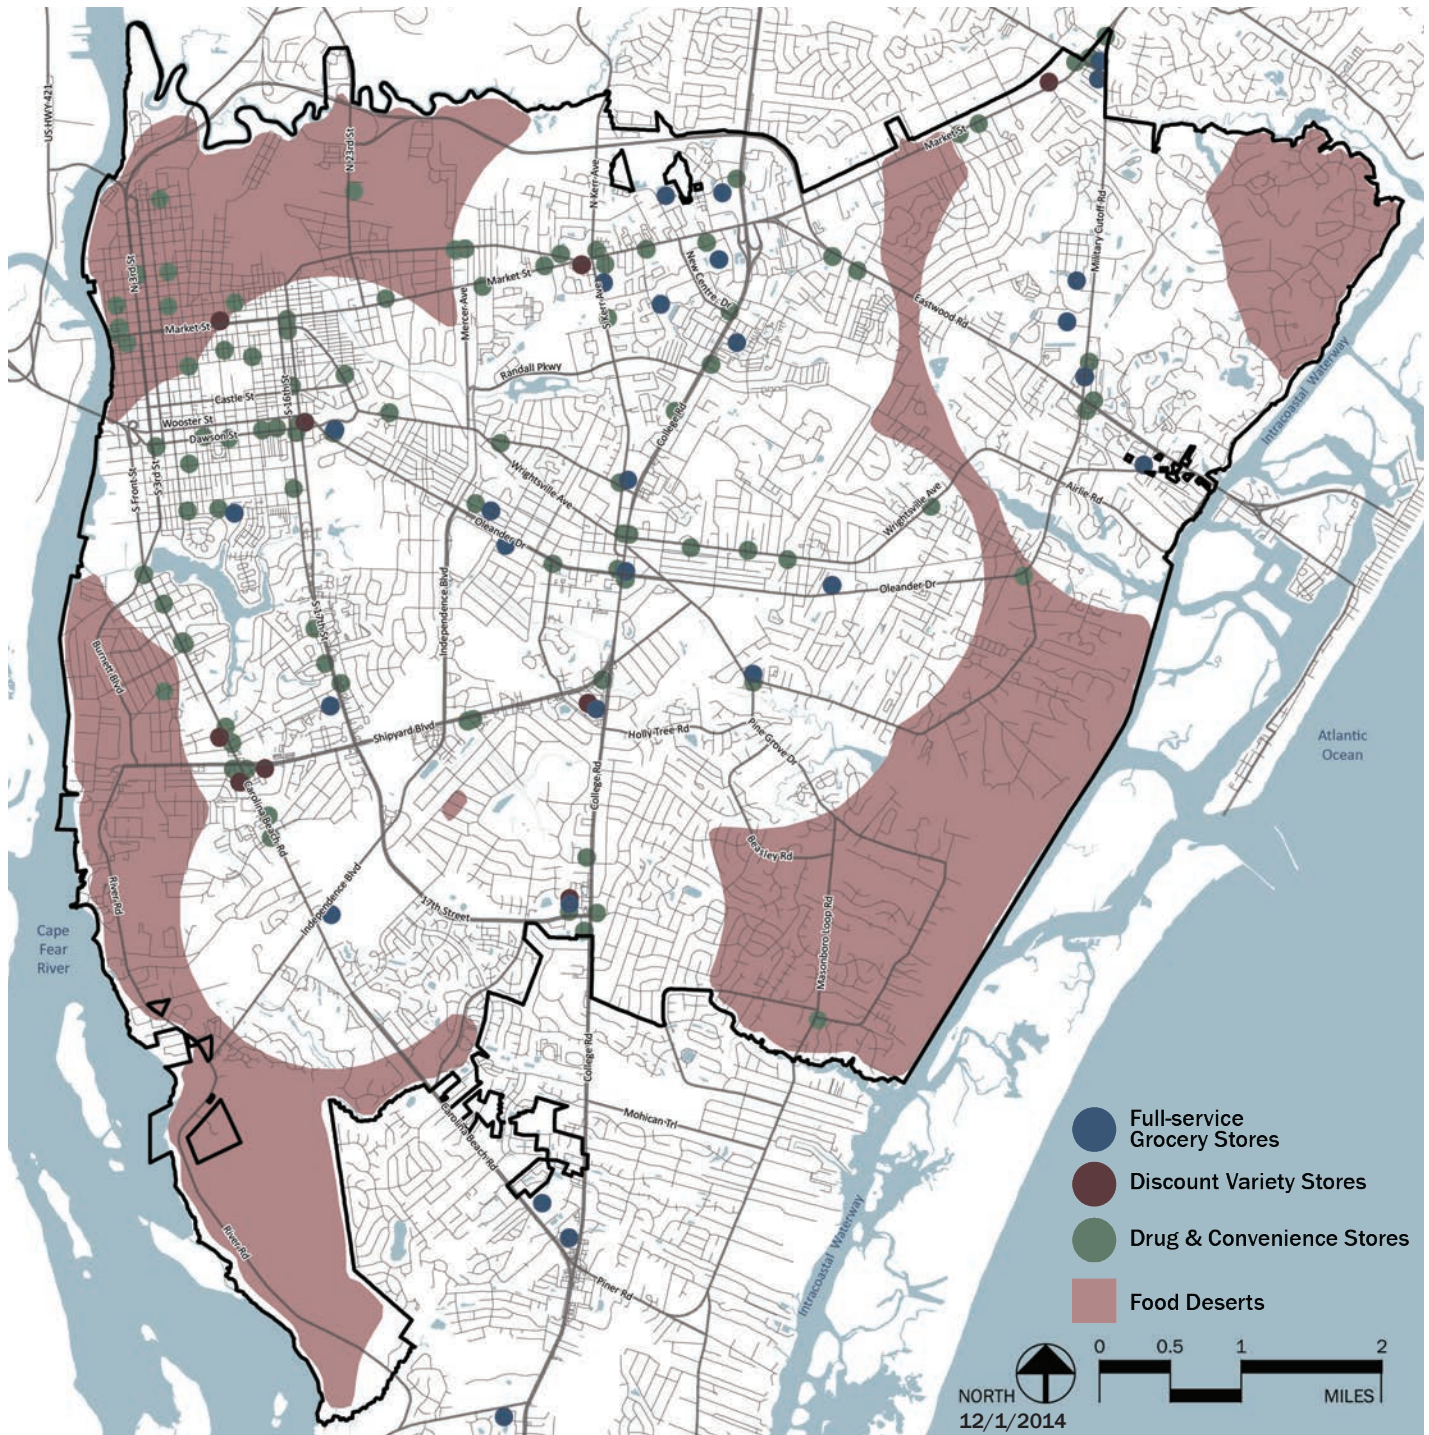 US HWY 421
N 23rd St
Market St
N Kerr Ave
Military Cutoff Rd
N 3rd St
Market St
New Centre Dr
Mercer Ave
S Kerr Ave
Eastwood Rd
Market St
Intracoastal Waterway
Randall Pkwy
S 16th St
Castle St
College Rd
Wooster St
Dawson St
S Front St
S 3rd St
Wrightsville Ave
Airlie Rd
Wrightsville Ave
Oleander Dr
Oleander Dr
Independence Blvd
S 17th St
Burnett Blvd
Shipyard Blvd
Holly Tree Rd
Pine Grove Dr
Atlantic
Ocean
College Rd
Carolina Beach Rd
Beasley Rd
River Rd
Independence Blvd
17th Street
Masonboro Loop Rd
Cape
Fear
River
College Rd
Carolina Beach Rd
Mohican Trl
River Rd
Intracoastal Waterway
Piner Rd
Full-service
Grocery Stores
Discount Variety Stores
Drug & Convenience Stores
Food Deserts
0 0.5 1 2
NORTH MILES
12/1/2014